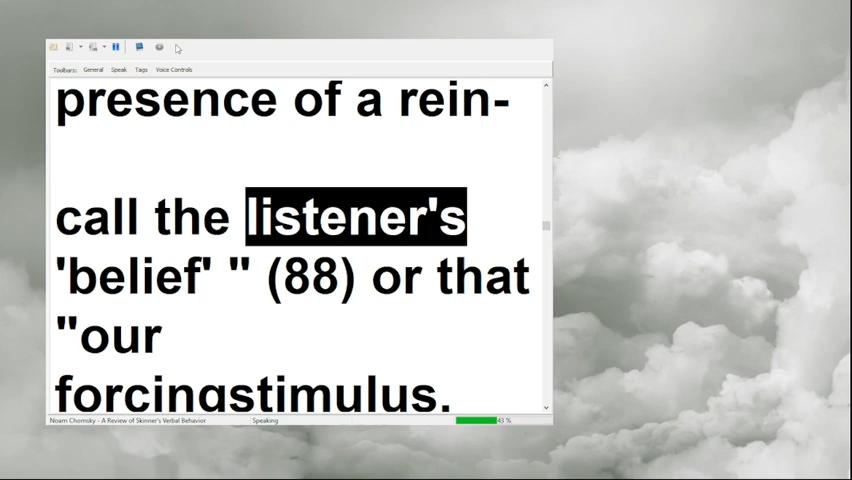 Toolbars: General Speak Tags Voice Controls
presence of a rein-
call the listener's
'belief' " (88) or that
"our
forcingstimulus.
Noam Chomsky - A Review of Skinner's Verbal Behavior Speaking 43 %